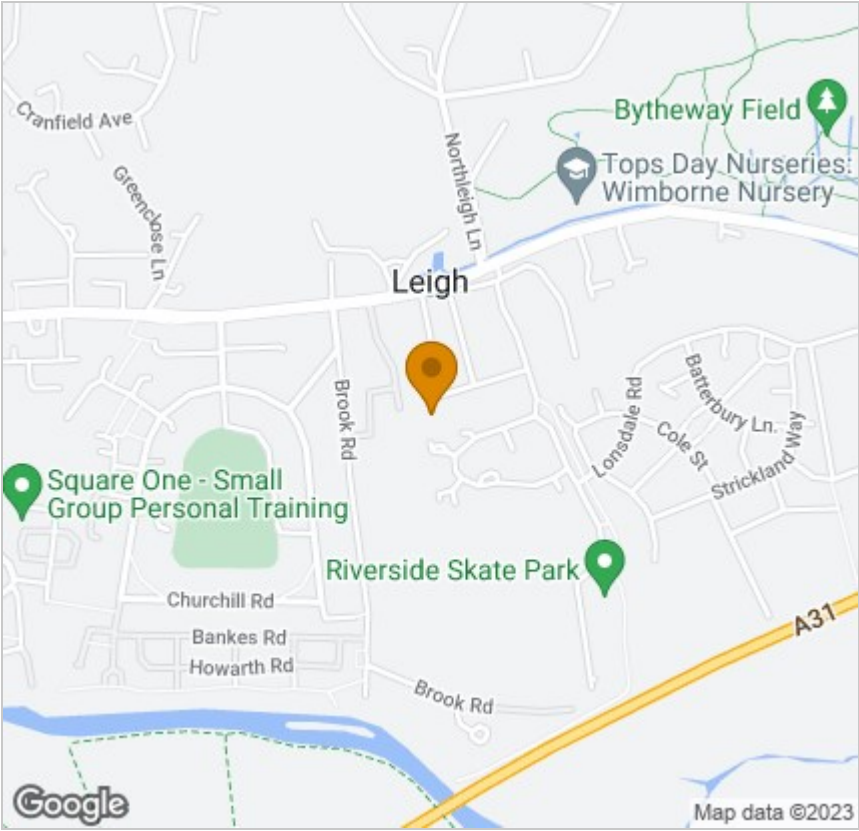 Bytheway Field
Cranfield Ave
Northleigh Ln
Tops Day Nurseries:
Wimborne Nursery
Greenclose Ln
Leigh
Brook Rd
Lonsdale Rd
Batterbury Ln.
Cole St
Strickland Way
Square One - Small
Group Personal Training
Riverside Skate Park
Churchill Rd
A31
Bankes Rd
Howarth Rd
Brook Rd
Google
Map data ©2023